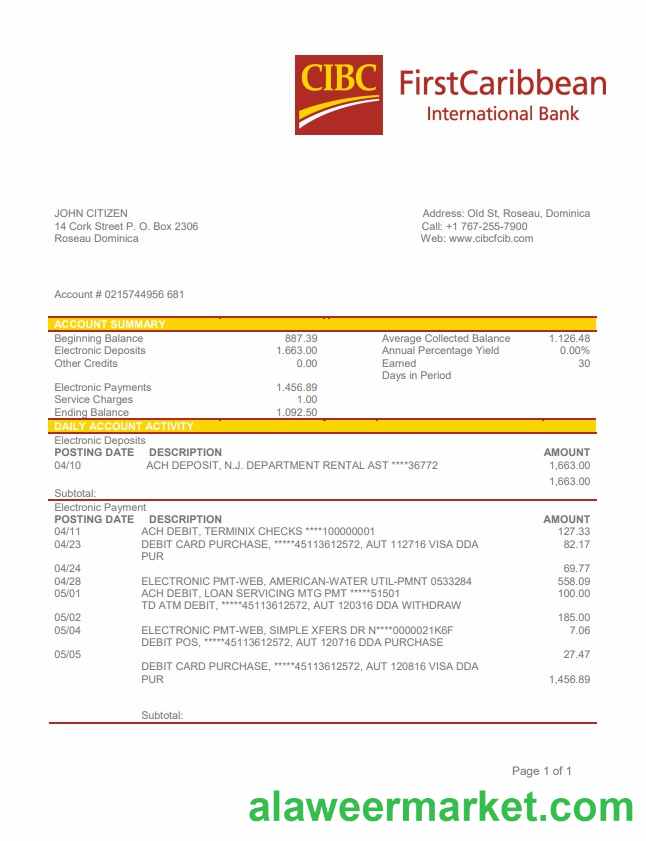 CIBC
FirstCaribbean
International Bank
JOHN CITIZEN
14 Cork Street P. O. Box 2306
Roseau Dominica
Address: Old St, Roseau, Dominica
Call: +1 767-255-7900
Web: www.cibcfcib.com
Account # 0215744956 681
ACCOUNT SUMMARY
Beginning Balance 887.39 Average Collected Balance 1.126.48
Electronic Deposits 1.663.00 Annual Percentage Yield 0.00%
Other Credits 0.00 Earned 30
Days in Period
Electronic Payments 1.456.89
Service Charges 1.00
Ending Balance 1.092.50
DAILY ACCOUNT ACTIVITY
Electronic Deposits
POSTING DATE DESCRIPTION AMOUNT
04/10 ACH DEPOSIT, N.J. DEPARTMENT RENTAL AST ****36772 1,663.00
1,663.00
Subtotal:
Electronic Payment
POSTING DATE DESCRIPTION AMOUNT
04/11 ACH DEBIT, TERMINIX CHECKS ****100000001 127.33
04/23 DEBIT CARD PURCHASE, *****45113612572, AUT 112716 VISA DDA 82.17
PUR
04/24 69.77
04/28 ELECTRONIC PMT-WEB, AMERICAN-WATER UTIL-PMNT 0533284 558.09
05/01 ACH DEBIT, LOAN SERVICING MTG PMT *****51501 100.00
TD ATM DEBIT, *****45113612572, AUT 120316 DDA WITHDRAW
05/02 185.00
05/04 ELECTRONIC PMT-WEB, SIMPLE XFERS DR N****0000021K6F 7.06
DEBIT POS, *****45113612572, AUT 120716 DDA PURCHASE
05/05 27.47
DEBIT CARD PURCHASE, *****45113612572, AUT 120816 VISA DDA
PUR 1,456.89
Subtotal:
Page 1 of 1
alaweermarket.com